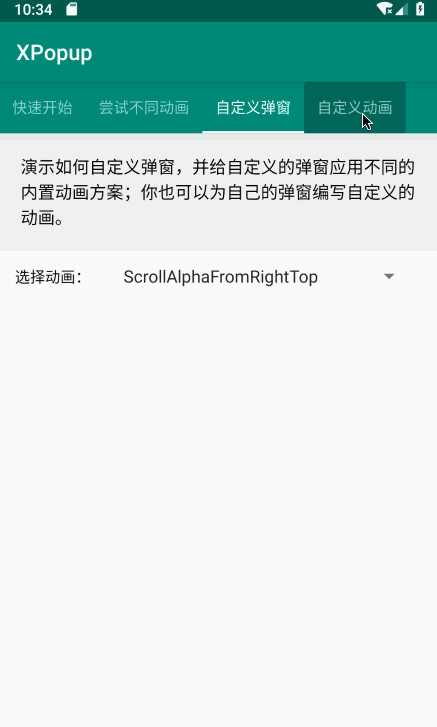 10:34
XPopup
快速开始 尝试不同动画 自定义弹窗 自定义动画
演示如何自定义弹窗，并给自定义的弹窗应用不同的
内置动画方案；你也可以为自己的弹窗编写自定义的
动画。
选择动画： ScrollAlphaFromRightTop